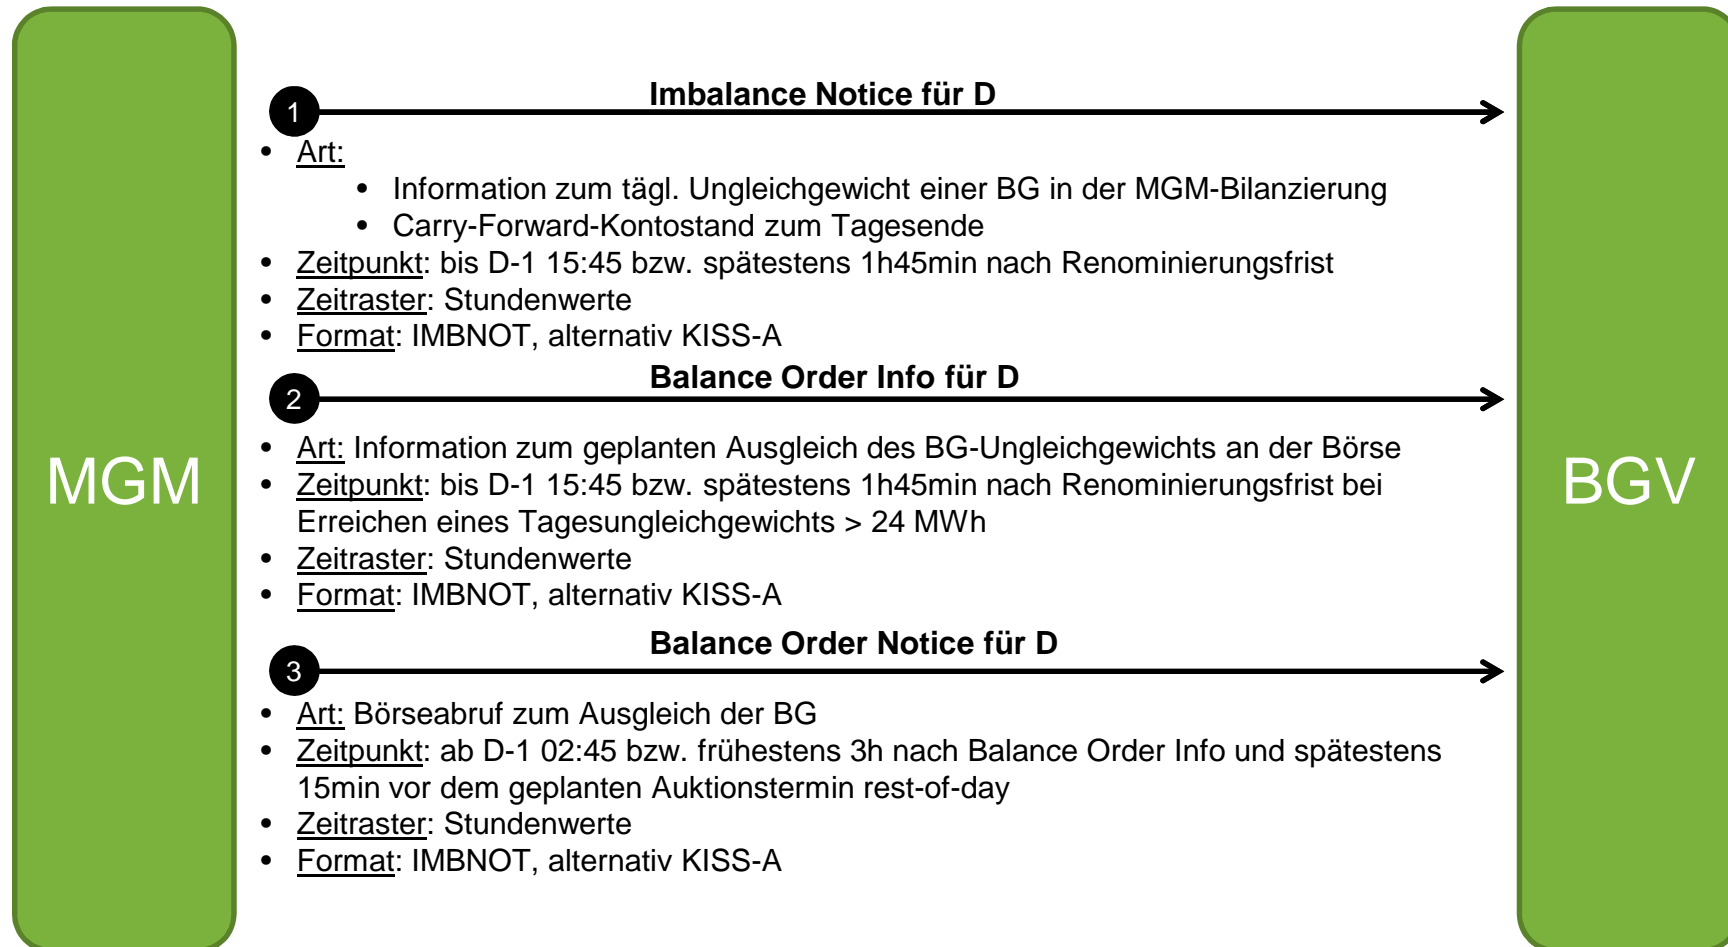 MGM
1
Imbalance Notice für D
• Art:
• Information zum tägl. Ungleichgewicht einer BG in der MGM-Bilanzierung
• Carry-Forward-Kontostand zum Tagesende
• Zeitpunkt: bis D-1 15:45 bzw. spätestens 1h45min nach Renominierungsfrist
• Zeitraster: Stundenwerte
• Format: IMBNOT, alternativ KISS-A
2
Balance Order Info für D
• Art: Information zum geplanten Ausgleich des BG-Ungleichgewichts an der Börse
• Zeitpunkt: bis D-1 15:45 bzw. spätestens 1h45min nach Renominierungsfrist bei
Erreichen eines Tagesungleichgewichts > 24 MWh
• Zeitraster: Stundenwerte
• Format: IMBNOT, alternativ KISS-A
3
Balance Order Notice für D
• Art: Börseabruf zum Ausgleich der BG
• Zeitpunkt: ab D-1 02:45 bzw. frühestens 3h nach Balance Order Info und spätestens
15min vor dem geplanten Auktionstermin rest-of-day
• Zeitraster: Stundenwerte
• Format: IMBNOT, alternativ KISS-A
BGV